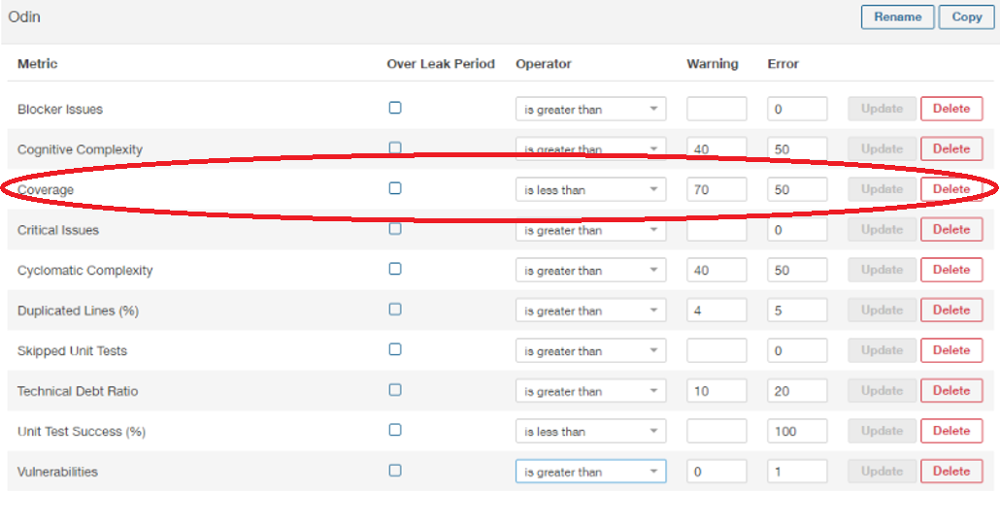 Odin Rename Copy
Metric Over Leak Period Operator Warning Error
Blocker Issues is greater than 0 Update Delete
Cognitive Complexity is greater than 40 50 Update Delete
Coverage is less than 70 50 Update Delete
Critical Issues is greater than 0 Update Delete
Cyclomatic Complexity is greater than 40 50 Update Delete
Duplicated Lines (%) is greater than 4 5 Update Delete
Skipped Unit Tests is greater than 0 Update Delete
Technical Debt Ratio is greater than 10 20 Update Delete
Unit Test Success (%) is less than 100 Update Delete
Vulnerabilities is greater than 0 1 Update Delete